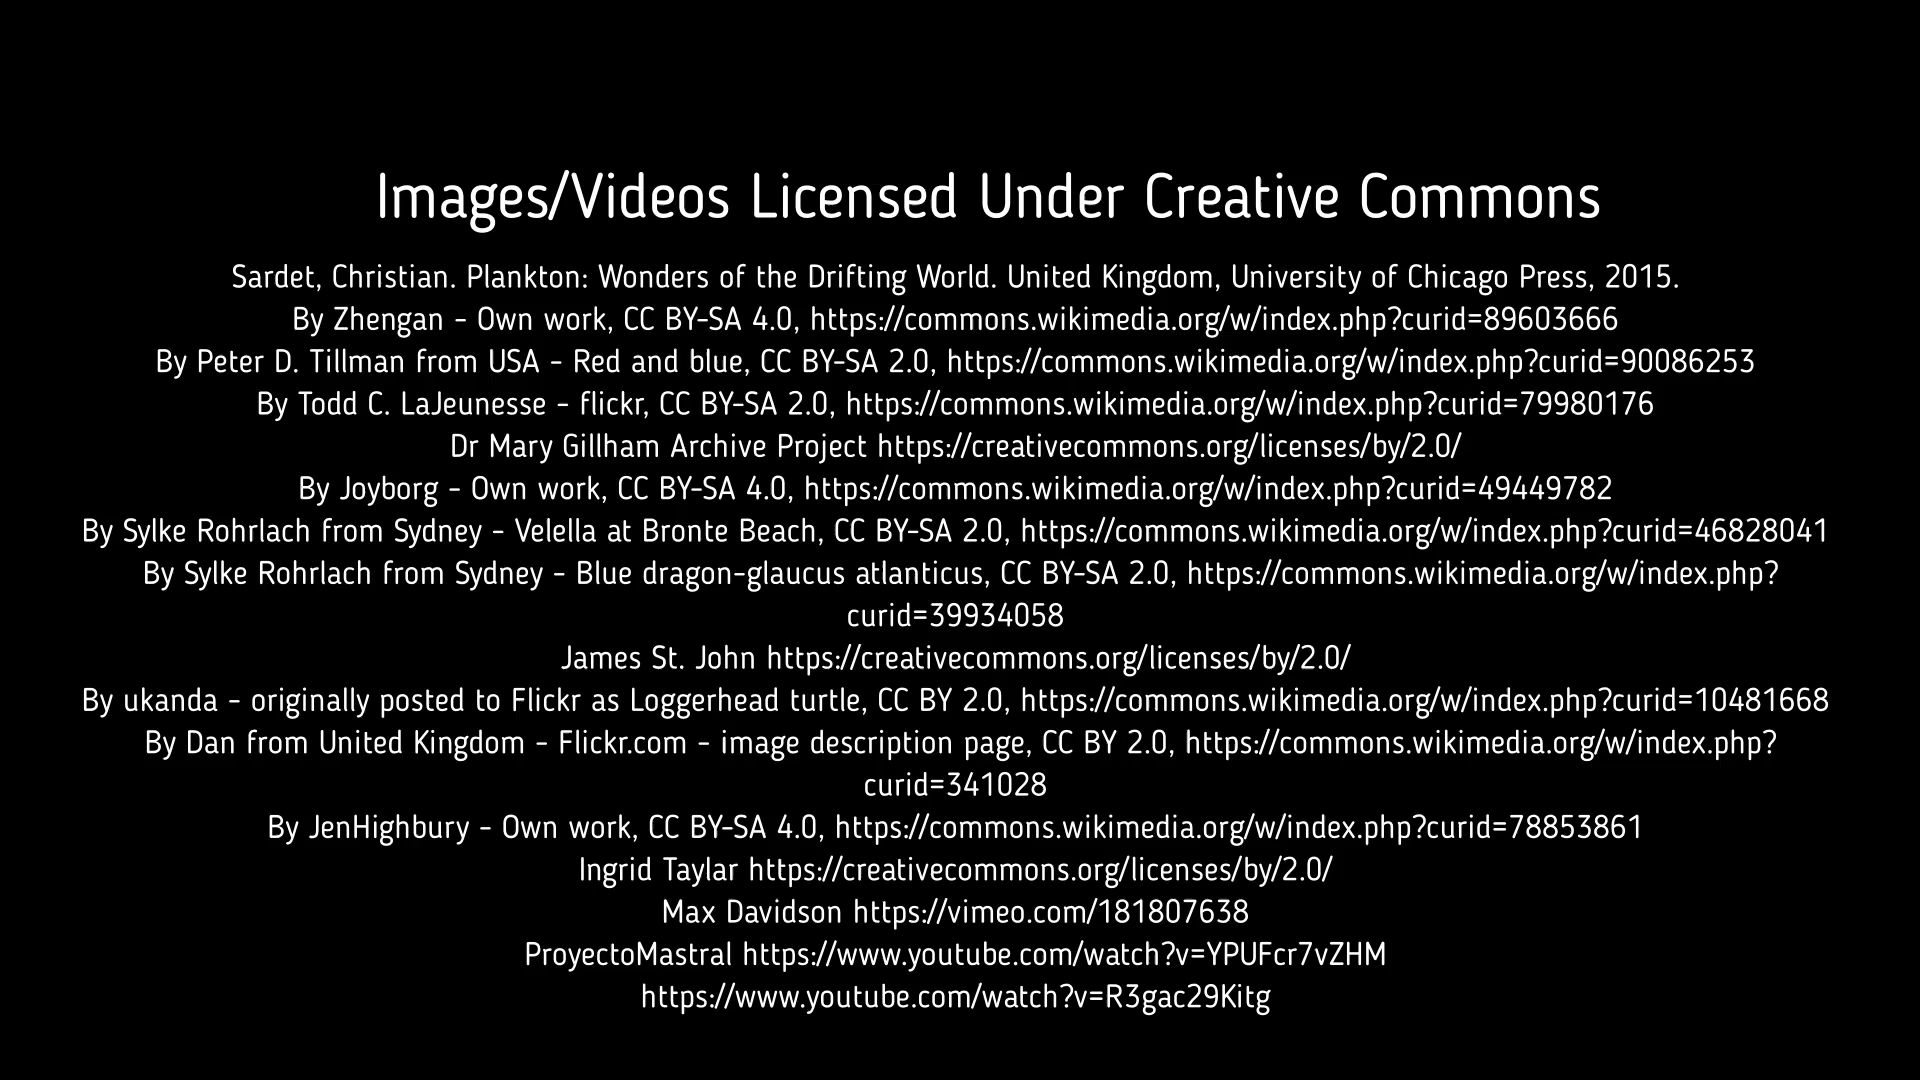 Images/Videos Licensed Under Creative Commons
Sardet, Christian. Plankton: Wonders of the Drifting World. United Kingdom, University of Chicago Press, 2015.
By Zhengan - Own work, CC BY-SA 4.0, https://commons.wikimedia.org/w/index.php?curid=89603666
By Peter D. Tillman from USA - Red and blue, CC BY-SA 2.0, https://commons.wikimedia.org/w/index.php?curid=90086253
By Todd C. LaJeunesse - flickr, CC BY-SA 2.0, https://commons.wikimedia.org/w/index.php?curid=79980176
Dr Mary Gillham Archive Project https://creativecommons.org/licenses/by/2.0/
By Joyborg - Own work, CC BY-SA 4.0, https://commons.wikimedia.org/w/index.php?curid=49449782
By Sylke Rohrlach from Sydney - Velella at Bronte Beach, CC BY-SA 2.0, https://commons.wikimedia.org/w/index.php?curid=46828041
By Sylke Rohrlach from Sydney - Blue dragon-glaucus atlanticus, CC BY-SA 2.0, https://commons.wikimedia.org/w/index.php?
curid=39934058
James St. John https://creativecommons.org/licenses/by/2.0/
By ukanda - originally posted to Flickr as Loggerhead turtle, CC BY 2.0, https://commons.wikimedia.org/w/index.php?curid=10481668
By Dan from United Kingdom - Flickr.com - image description page, CC BY 2.0, https://commons.wikimedia.org/w/index.php?
curid=341028
By JenHighbury - Own work, CC BY-SA 4.0, https://commons.wikimedia.org/w/index.php?curid=78853861
Ingrid Taylar https://creativecommons.org/licenses/by/2.0/
Max Davidson https://vimeo.com/181807638
ProyectoMastral https://www.youtube.com/watch?v=YPUFcr7vZHM
https://www.youtube.com/watch?v=R3gac29Kitg